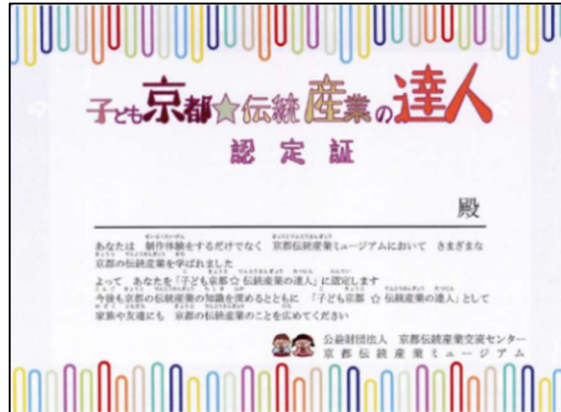 子ども京都☆伝統産業の達人
認定証
殿
あなたは 制作体験をするだけでなく 京都伝統産業ミュージアムにおいて さまざまな
京都の伝統産業を学ばれました
よって あなたを「子ども京都 ☆ 伝統産業の達人」に認定します
今後も京都の伝統産業の知識を深めるとともに 「子ども京都 ☆ 伝統産業の達人」として
家族や友達にも 京都の伝統産業のことを広めてください
公益財団法人 京都伝統産業交流センター
京都伝統産業ミュージアム